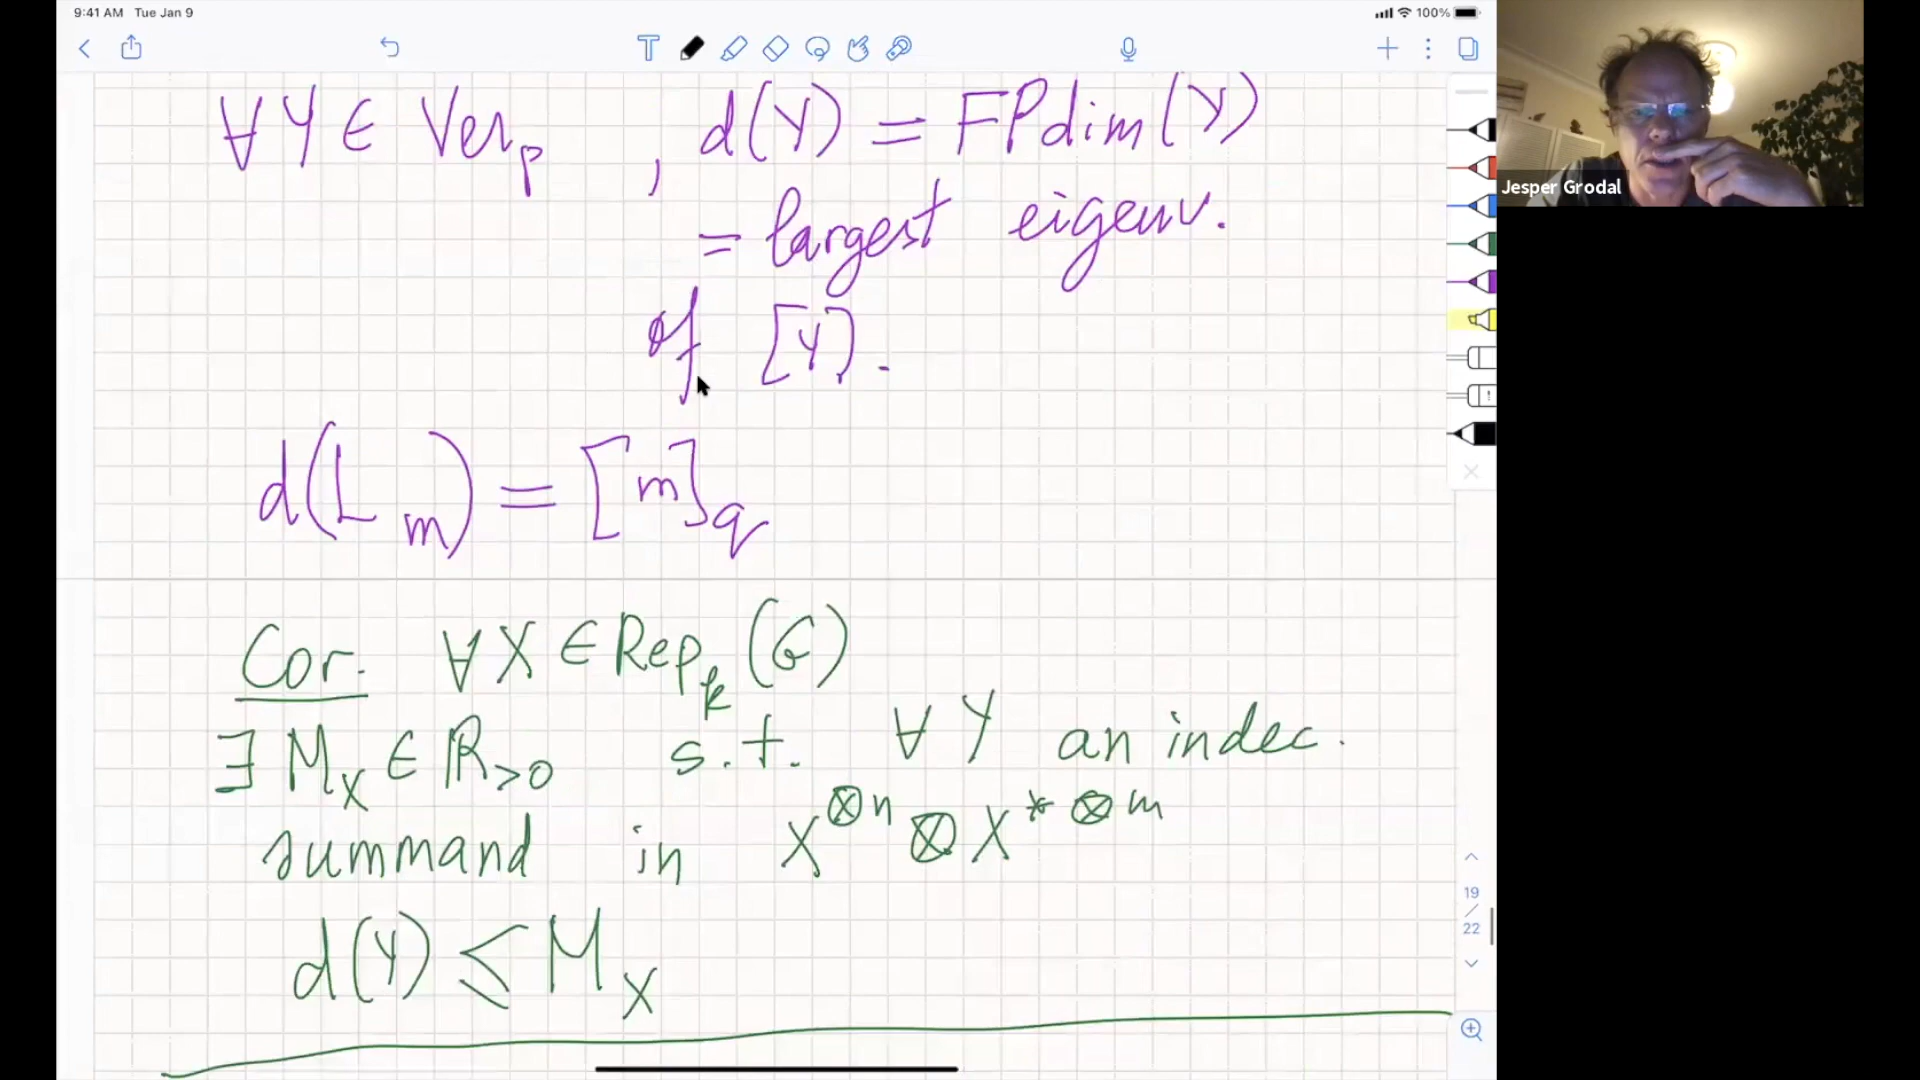 9:41 AM Tue Jan 9
100%
∀ Y ∈ Ver_p , d(Y) = FPdim(Y)
= largest eigenv.
of [Y].
d(L_m) = [m]_q
Cor. ∀ X ∈ Rep_k (G)
∃ M_X ∈ ℝ_{>0} s.t. ∀ Y an indec.
summand in X^{⊗n} ⊗ X^{*⊗m}
d(Y) ≤ M_X
Jesper Grodal
19
/
22